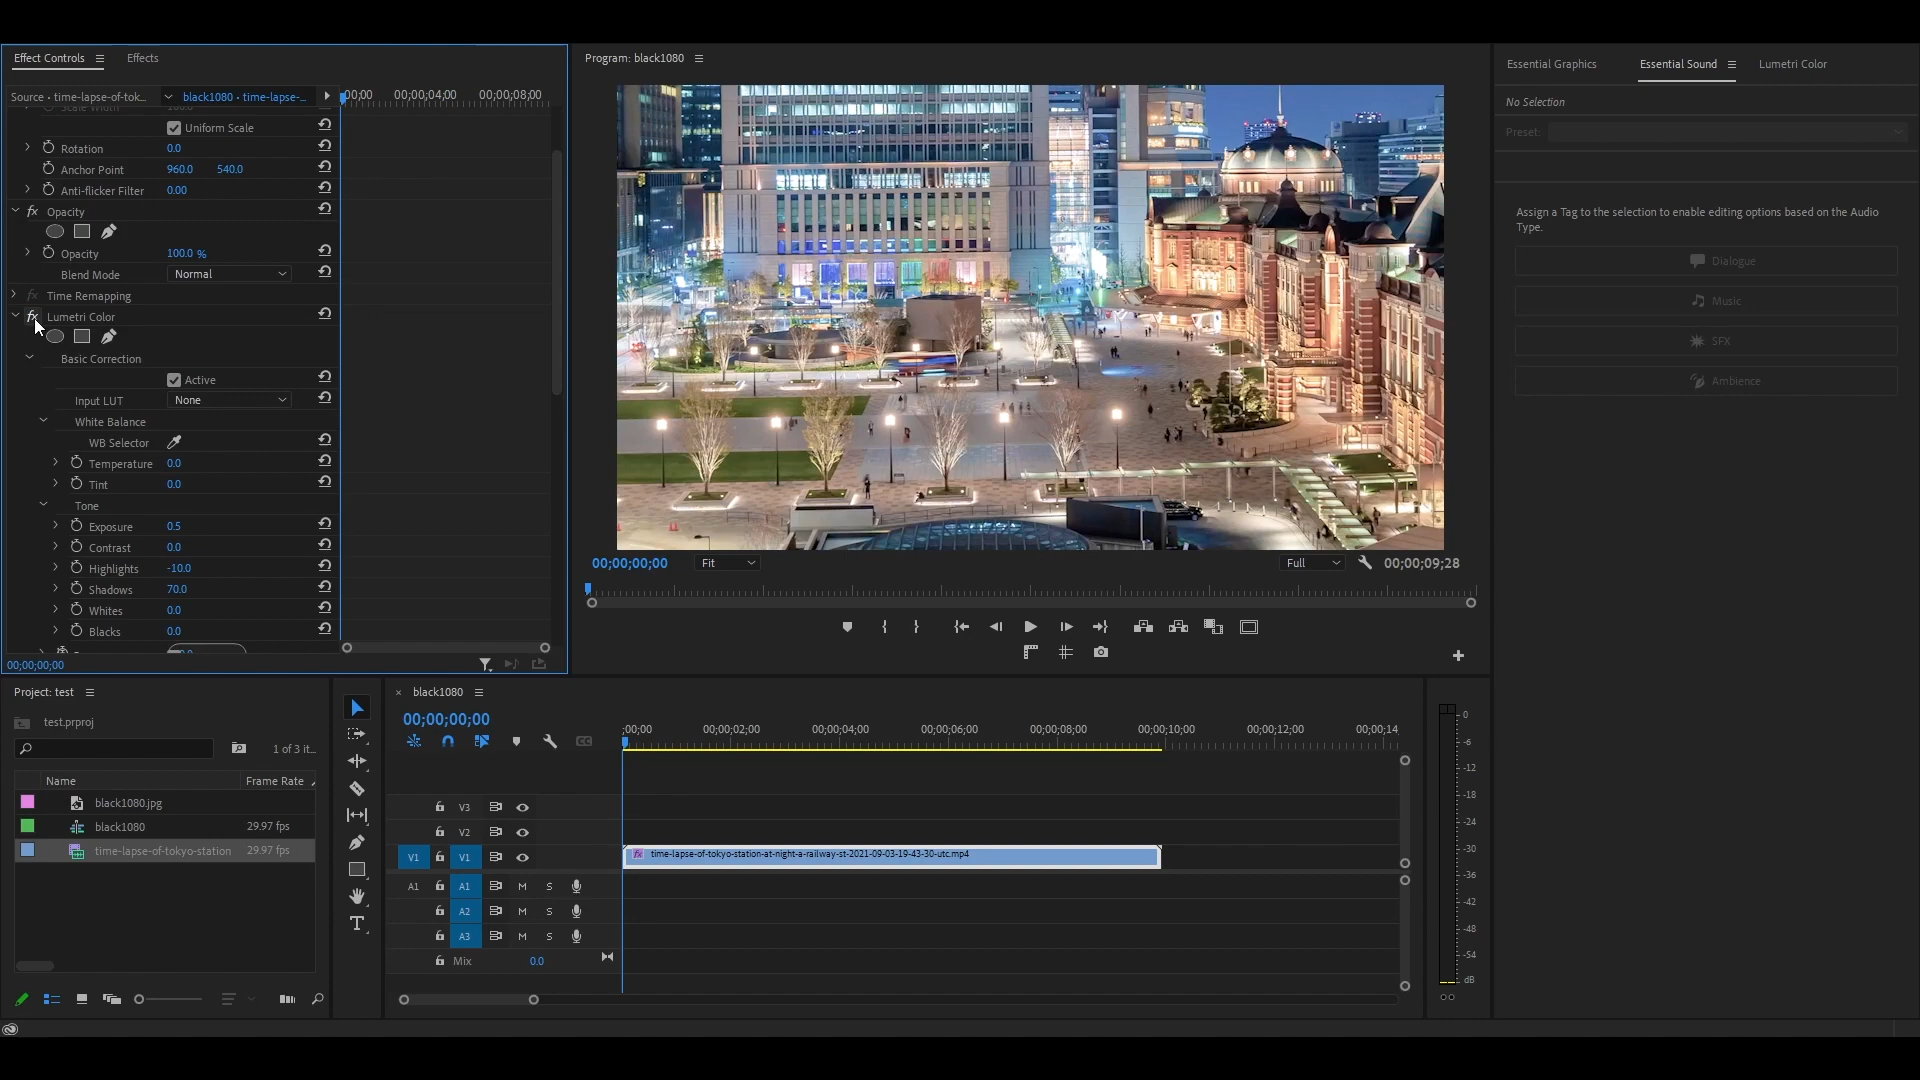 Effect Controls
Effects
Source • time-lapse-of-tok...
black1080 • time-lapse-...
:00;00
00;00;04;00
00;00;08;00
Scale Width
100.0
Uniform Scale
Rotation
0.0
Anchor Point
960.0
540.0
Anti-flicker Filter
0.00
fx
Opacity
Opacity
100.0 %
Blend Mode
Normal
fx
Time Remapping
fx
Lumetri Color
Basic Correction
Active
Input LUT
None
White Balance
WB Selector
Temperature
0.0
Tint
0.0
Tone
Exposure
0.5
Contrast
0.0
Highlights
-10.0
Shadows
70.0
Whites
0.0
Blacks
0.0
00;00;00;00
Program: black1080
00;00;00;00
Fit
Full
00;00;09;28
Essential Graphics
Essential Sound
Lumetri Color
No Selection
Preset:
Assign a Tag to the selection to enable editing options based on the Audio
Type.
Dialogue
Music
SFX
Ambience
Project: test
test.prproj
1 of 3 it...
Name
Frame Rate
black1080.jpg
black1080
29.97 fps
time-lapse-of-tokyo-station
29.97 fps
× black1080
00;00;00;00
;00;00
00;00;02;00
00;00;04;00
00;00;06;00
00;00;08;00
00;00;10;00
00;00;12;00
00;00;14
V3
V2
V1
V1
fx
time-lapse-of-tokyo-station-at-night-a-railway-st-2021-09-03-19-43-30-utc.mp4
A1
A1
M
S
A2
M
S
A3
M
S
Mix
0.0
0
-6
-12
-18
-24
-30
-36
-42
-48
-54
dB